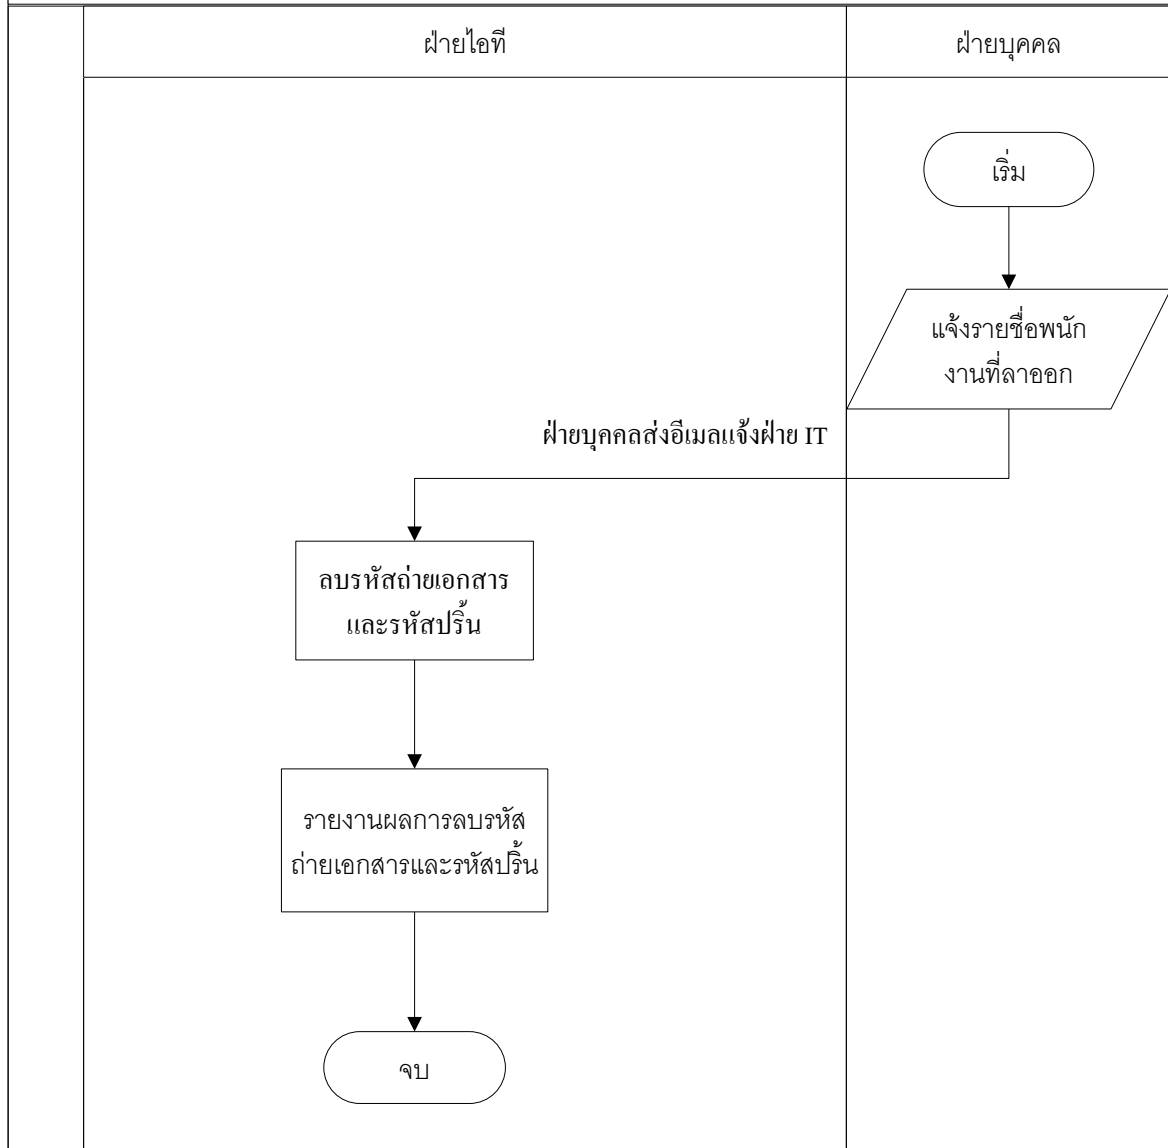 ฝ่ายไอที
ฝ่ายบุคคล
เริ่ม
แจ้งรายชื่อพนัก
งานที่ลาออก
ฝ่ายบุคคลส่งอีเมลแจ้งฝ่าย IT
ลบรหัสถ่ายเอกสาร
และรหัสปริ้น
รายงานผลการลบรหัส
ถ่ายเอกสารและรหัสปริ้น
จบ